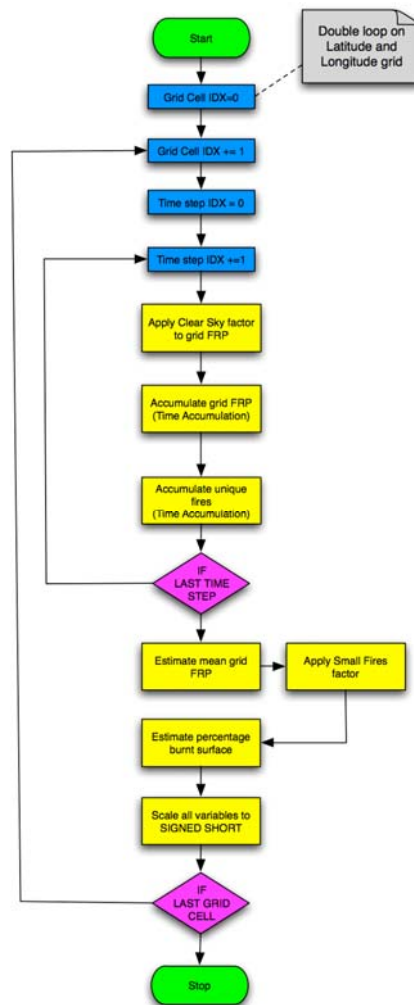 Start
Double loop on
Latitude and
Longitude grid
Grid Cell IDX=0
Grid Cell IDX += 1
Time step IDX = 0
Time step IDX +=1
Apply Clear Sky factor
to grid FRP
Accumulate grid FRP
(Time Accumulation)
Accumulate unique
fires
(Time Accumulation)
IF
LAST TIME
STEP
Estimate mean grid
FRP
Apply Small Fires
factor
Estimate percentage
burnt surface
Scale all variables to
SIGNED SHORT
IF
LAST GRID
CELL
Stop